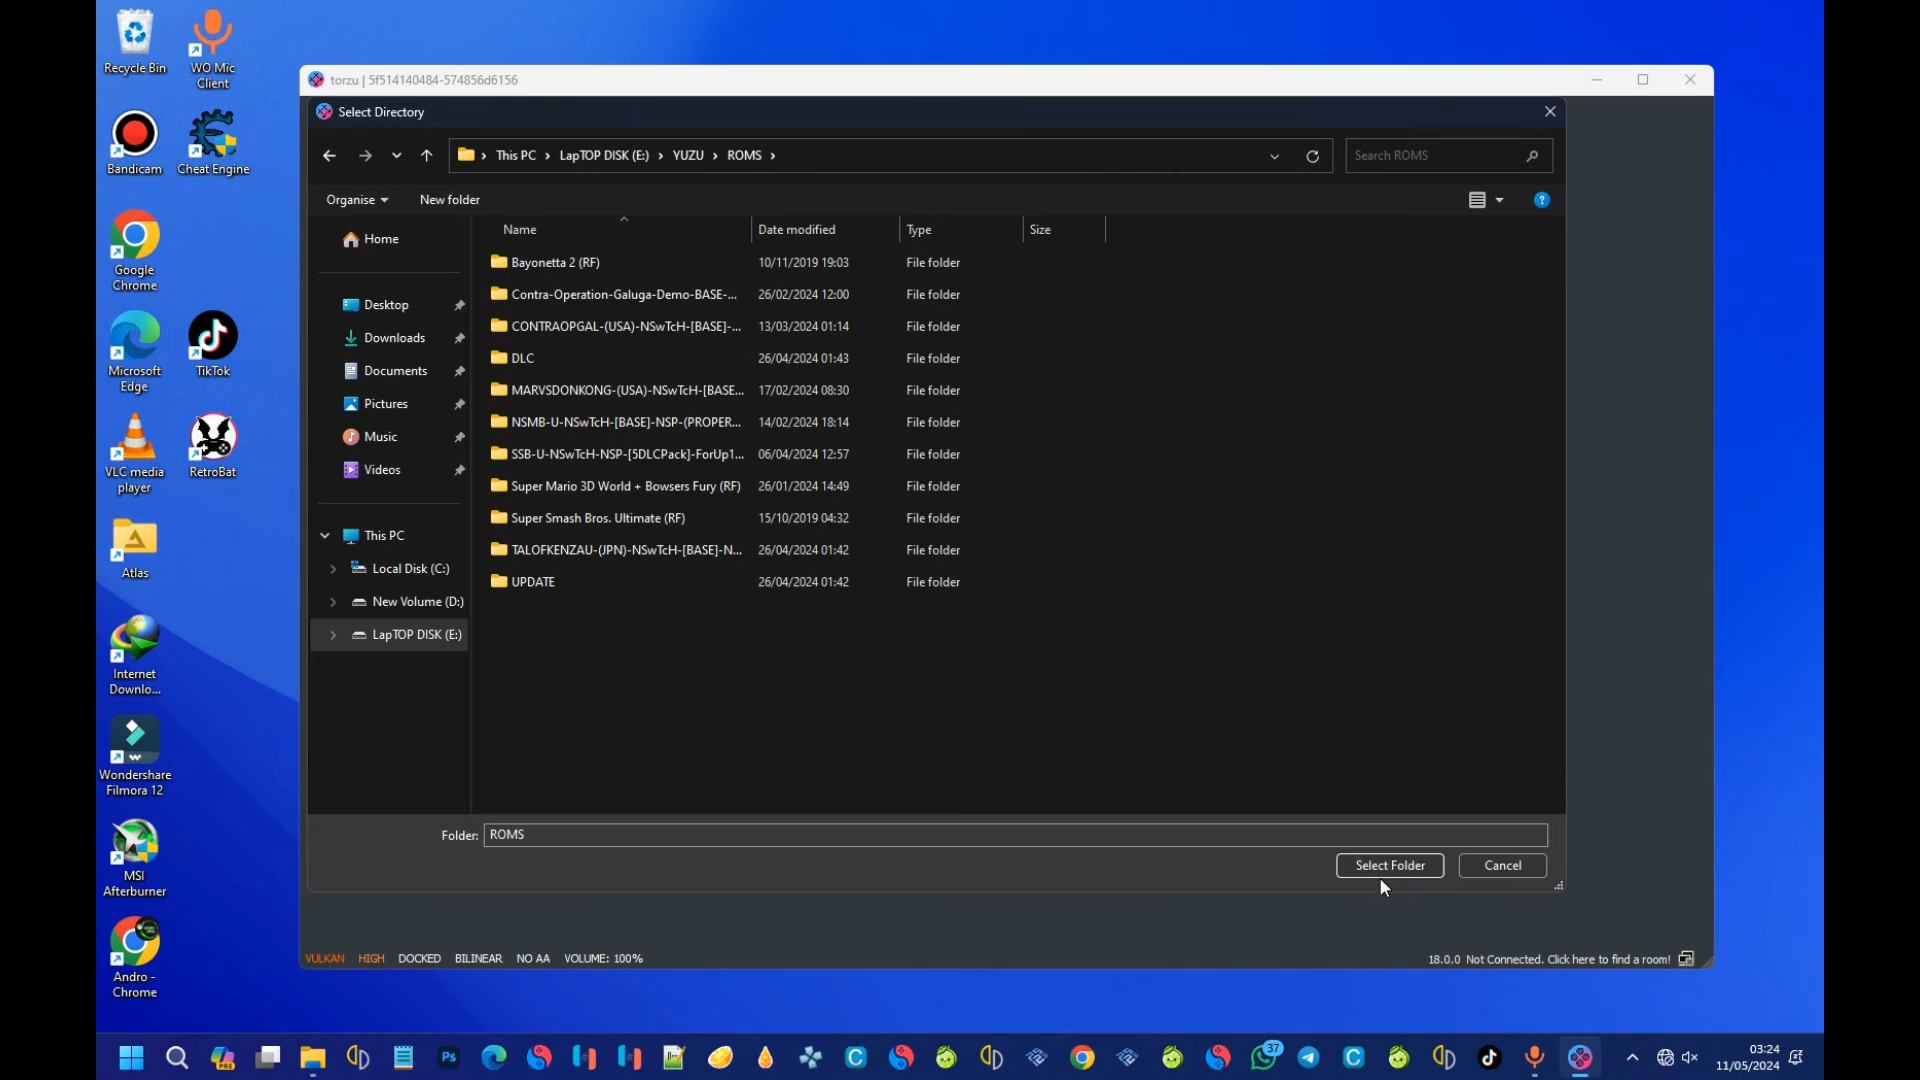 Recycle Bin
WO Mic
Client
Bandicam
Cheat Engine
Google
Chrome
Microsoft
Edge
TikTok
VLC media
player
RetroBat
Atlas
Internet
Downlo...
Wondershare
Filmora 12
MSI
Afterburner
Andro -
Chrome
torzu | 5f514140484-574856d6156
Select Directory
This PC > LapTOP DISK (E:) > YUZU > ROMS >
Search ROMS
Organise
New folder
Home
Desktop
Downloads
Documents
Pictures
Music
Videos
This PC
Local Disk (C:)
New Volume (D:)
LapTOP DISK (E:)
Name Date modified Type Size
Bayonetta 2 (RF) 10/11/2019 19:03 File folder
Contra-Operation-Galuga-Demo-BASE-... 26/02/2024 12:00 File folder
CONTRAOPGAL-(USA)-NSwTcH-[BASE]-... 13/03/2024 01:14 File folder
DLC 26/04/2024 01:43 File folder
MARVSDONKONG-(USA)-NSwTcH-[BASE... 17/02/2024 08:30 File folder
NSMB-U-NSwTcH-[BASE]-NSP-(PROPER... 14/02/2024 18:14 File folder
SSB-U-NSwTcH-NSP-[5DLCPack]-ForUp1... 06/04/2024 12:57 File folder
Super Mario 3D World + Bowsers Fury (RF) 26/01/2024 14:49 File folder
Super Smash Bros. Ultimate (RF) 15/10/2019 04:32 File folder
TALOFKENZAU-(JPN)-NSwTcH-[BASE]-N... 26/04/2024 01:42 File folder
UPDATE 26/04/2024 01:42 File folder
Folder: ROMS
Select Folder Cancel
VULKAN HIGH DOCKED BILINEAR NO AA VOLUME: 100%
18.0.0 Not Connected. Click here to find a room!
PRE
Ps
37
03:24
11/05/2024